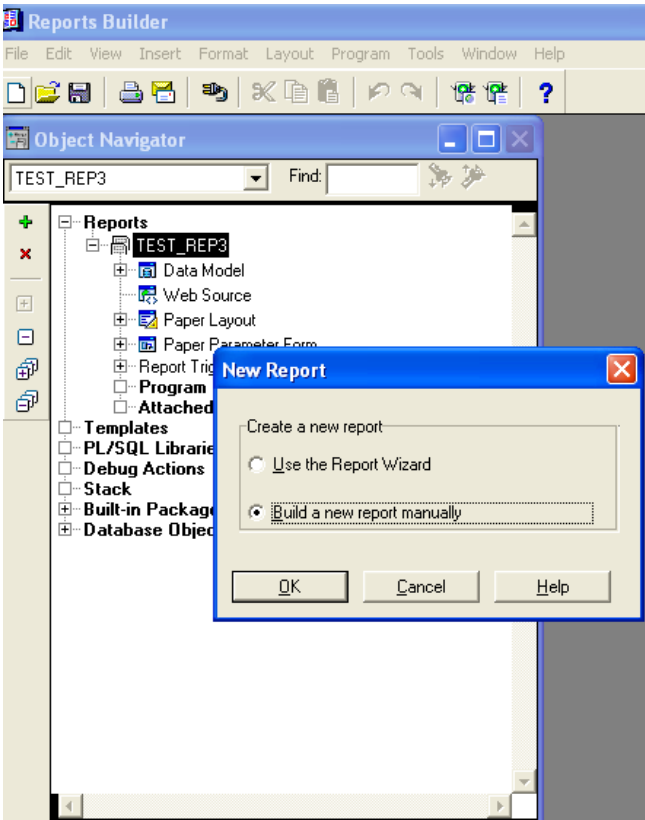 Reports Builder
File Edit View Insert Format Layout Program Tools Window Help
?
Object Navigator
TEST_REP3 Find:
Reports
TEST_REP3
Data Model
Web Source
Paper Layout
Paper Parameter Form
Report Trig
Program
Attached
Templates
PL/SQL Librarie
Debug Actions
Stack
Built-in Package
Database Objec
New Report
Create a new report
Use the Report Wizard
Build a new report manually
OK Cancel Help